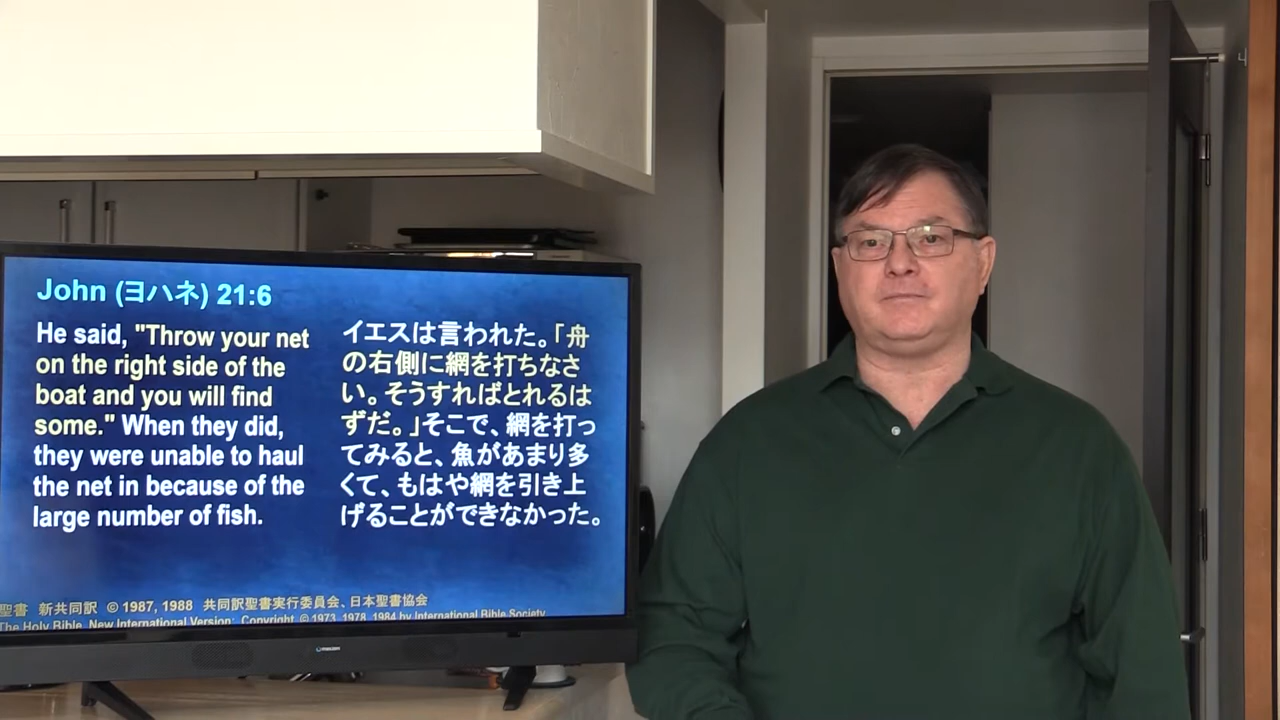 John (ヨハネ) 21:6
He said, "Throw your net
on the right side of the
boat and you will find
some." When they did,
they were unable to haul
the net in because of the
large number of fish.
イエスは言われた。「舟
の右側に網を打ちなさ
い。そうすればとれるは
ずだ。」そこで、網を打っ
てみると、魚があまり多
くて、もはや網を引き上
げることができなかった。
聖書 新共同訳 © 1987, 1988 共同訳聖書実行委員会、日本聖書協会
The Holy Bible, New International Version; Copyright © 1973, 1978, 1984 by International Bible Society